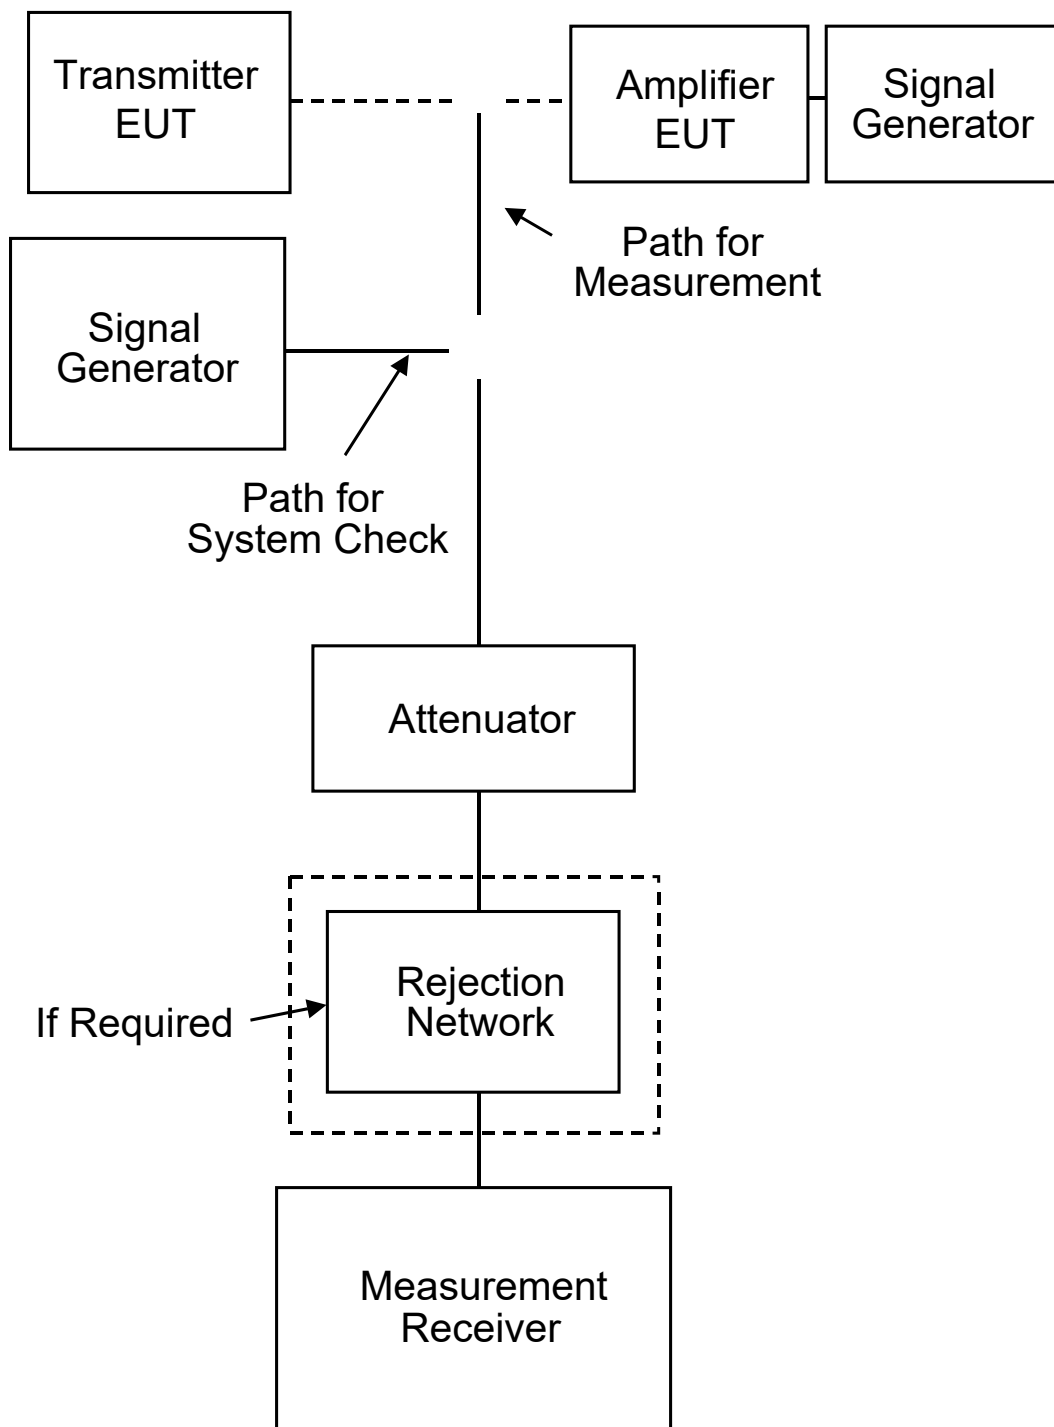 Transmitter
EUT
Amplifier
EUT
Signal
Generator
Path for
Measurement
Signal
Generator
Path for
System Check
Attenuator
Rejection
Network
If Required
Measurement
Receiver